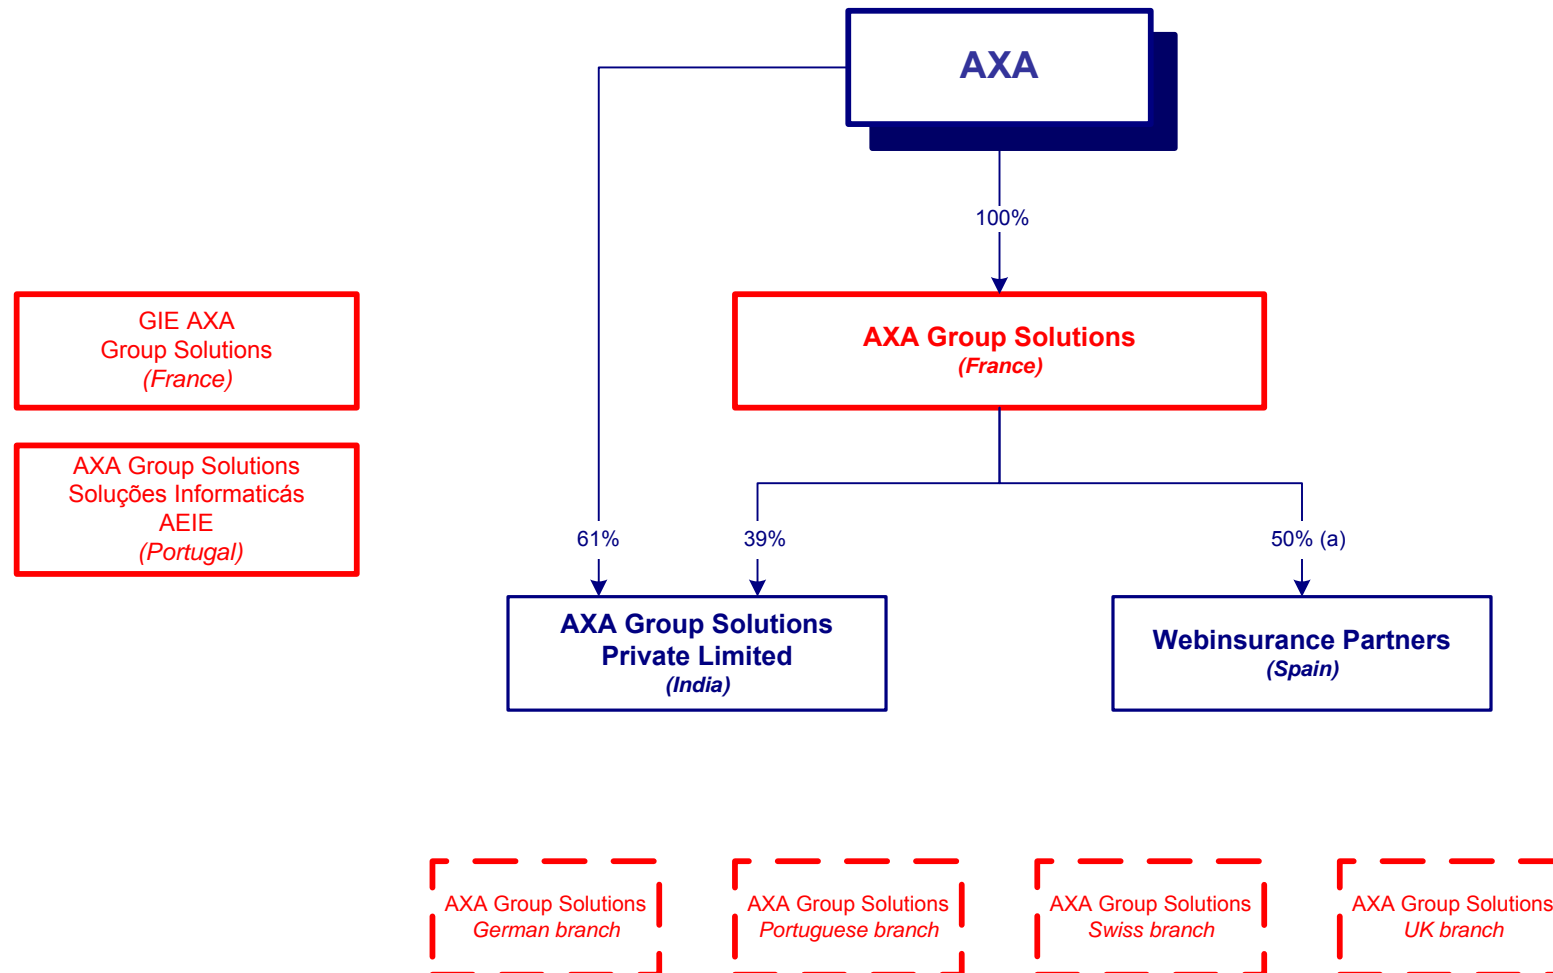 AXA
100%
GIE AXA
Group Solutions
(France)
AXA Group Solutions
(France)
AXA Group Solutions
Soluções Informaticás
AEIE
(Portugal)
61%
39%
50% (a)
AXA Group Solutions
Private Limited
(India)
Webinsurance Partners
(Spain)
AXA Group Solutions
German branch
AXA Group Solutions
Portuguese branch
AXA Group Solutions
Swiss branch
AXA Group Solutions
UK branch